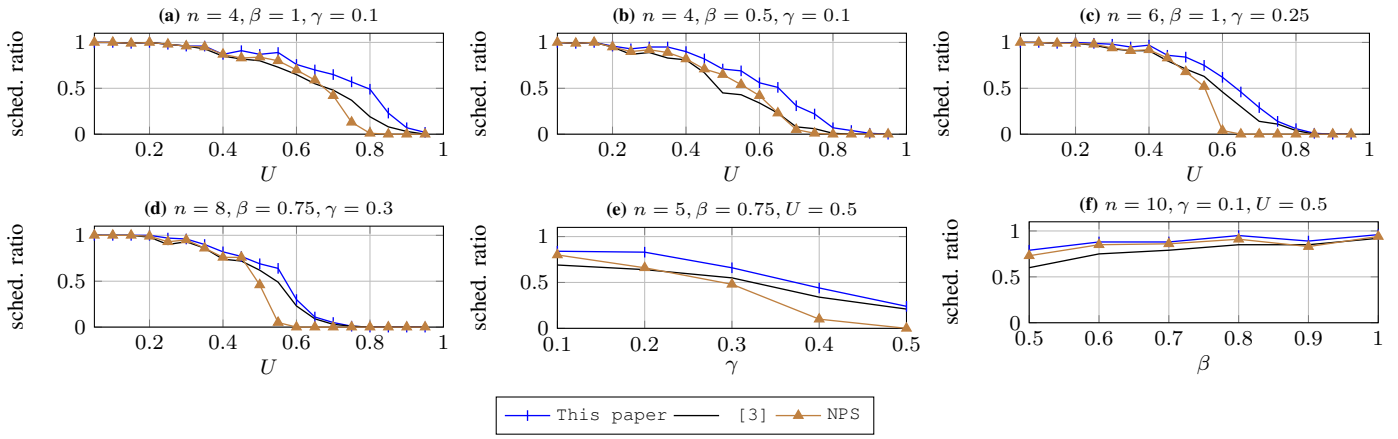 (a) n = 4, β = 1, γ = 0.1
sched. ratio
1
0.5
0
0.2 0.4 0.6 0.8 1
U
(b) n = 4, β = 0.5, γ = 0.1
sched. ratio
1
0.5
0
0.2 0.4 0.6 0.8 1
U
(c) n = 6, β = 1, γ = 0.25
sched. ratio
1
0.5
0
0.2 0.4 0.6 0.8 1
U
(d) n = 8, β = 0.75, γ = 0.3
sched. ratio
1
0.5
0
0.2 0.4 0.6 0.8 1
U
(e) n = 5, β = 0.75, U = 0.5
sched. ratio
1
0.5
0
0.1 0.2 0.3 0.4 0.5
γ
(f) n = 10, γ = 0.1, U = 0.5
sched. ratio
1
0.5
0
0.5 0.6 0.7 0.8 0.9 1
β
This paper [3] NPS